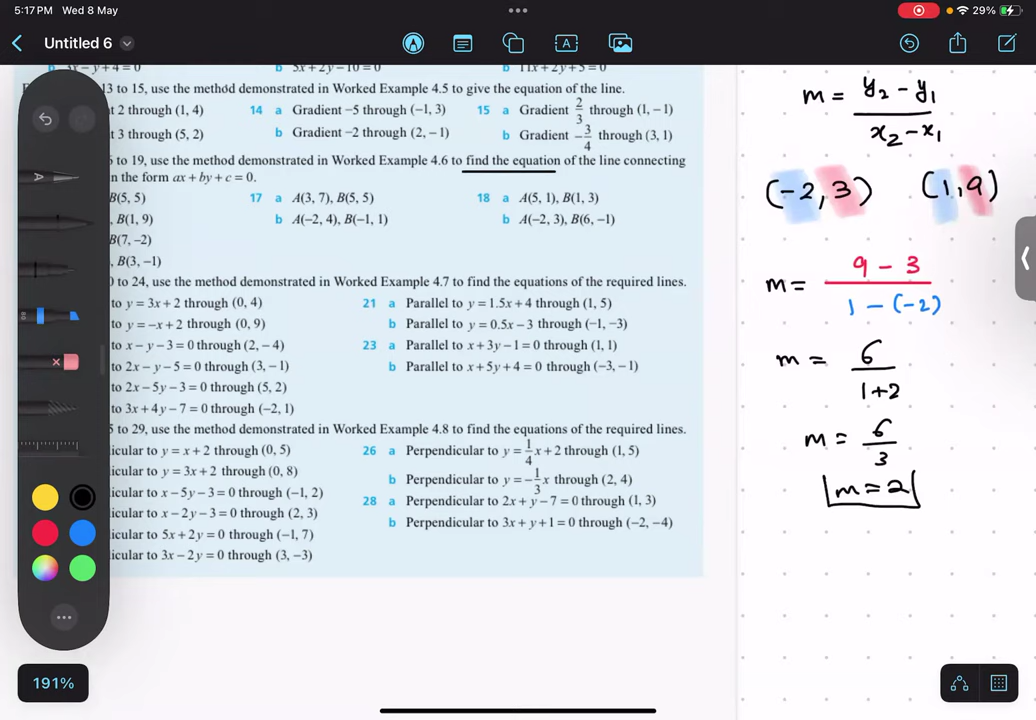 5:17PM Wed 8 May
29%
Untitled 6
3x − y + 4 = 0 b 5x + 2y − 10 = 0 b 11x + 2y + 5 = 0
13 to 15, use the method demonstrated in Worked Example 4.5 to give the equation of the line.
t 2 through (1, 4) 14 a Gradient −5 through (−1, 3) 15 a Gradient 2/3 through (1, −1)
t 3 through (5, 2) b Gradient −2 through (2, −1) b Gradient −3/4 through (3, 1)
to 19, use the method demonstrated in Worked Example 4.6 to find the equation of the line connecting
n the form ax + by + c = 0.
B(5, 5) 17 a A(3, 7), B(5, 5) 18 a A(5, 1), B(1, 3)
, B(1, 9) b A(−2, 4), B(−1, 1) b A(−2, 3), B(6, −1)
B(7, −2)
, B(3, −1)
to 24, use the method demonstrated in Worked Example 4.7 to find the equations of the required lines.
to y = 3x + 2 through (0, 4) 21 a Parallel to y = 1.5x + 4 through (1, 5)
to y = −x + 2 through (0, 9) b Parallel to y = 0.5x − 3 through (−1, −3)
to x − y − 3 = 0 through (2, −4) 23 a Parallel to x + 3y − 1 = 0 through (1, 1)
to 2x − y − 5 = 0 through (3, −1) b Parallel to x + 5y + 4 = 0 through (−3, −1)
to 2x − 5y − 3 = 0 through (5, 2)
to 3x + 4y − 7 = 0 through (−2, 1)
to 29, use the method demonstrated in Worked Example 4.8 to find the equations of the required lines.
icular to y = x + 2 through (0, 5) 26 a Perpendicular to y = 1/4 x + 2 through (1, 5)
icular to y = 3x + 2 through (0, 8) b Perpendicular to y = −1/3 x through (2, 4)
icular to x − 5y − 3 = 0 through (−1, 2) 28 a Perpendicular to 2x + y − 7 = 0 through (1, 3)
icular to x − 2y − 3 = 0 through (2, 3) b Perpendicular to 3x + y + 1 = 0 through (−2, −4)
icular to 5x + 2y = 0 through (−1, 7)
icular to 3x − 2y = 0 through (3, −3)
191%
m = y₂ − y₁ / x₂ − x₁
(−2, 3) (1, 9)
m = 9 − 3 / 1 − (−2)
m = 6 / 1+2
m = 6 / 3
m = 2